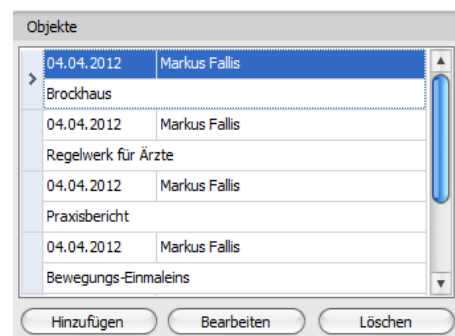 Objekte
04.04.2012 Markus Fallis
Brockhaus
04.04.2012 Markus Fallis
Regelwerk für Ärzte
04.04.2012 Markus Fallis
Praxisbericht
04.04.2012 Markus Fallis
Bewegungs-Einmaleins
Hinzufügen Bearbeiten Löschen